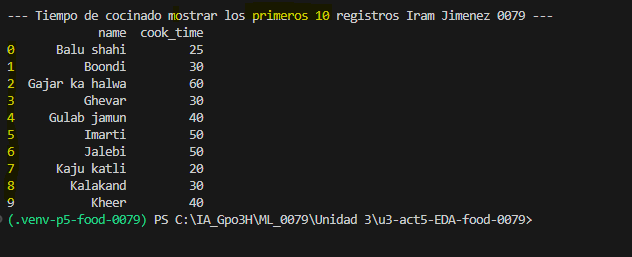 --- Tiempo de cocinado mostrar los primeros 10 registros Iram Jimenez 0079 ---
name cook_time
0 Balu shahi 25
1 Boondi 30
2 Gajar ka halwa 60
3 Ghevar 30
4 Gulab jamun 40
5 Imarti 50
6 Jalebi 50
7 Kaju katli 20
8 Kalakand 30
9 Kheer 40
(.venv-p5-food-0079) PS C:\IA_Gpo3H\ML_0079\Unidad 3\u3-act5-EDA-food-0079>